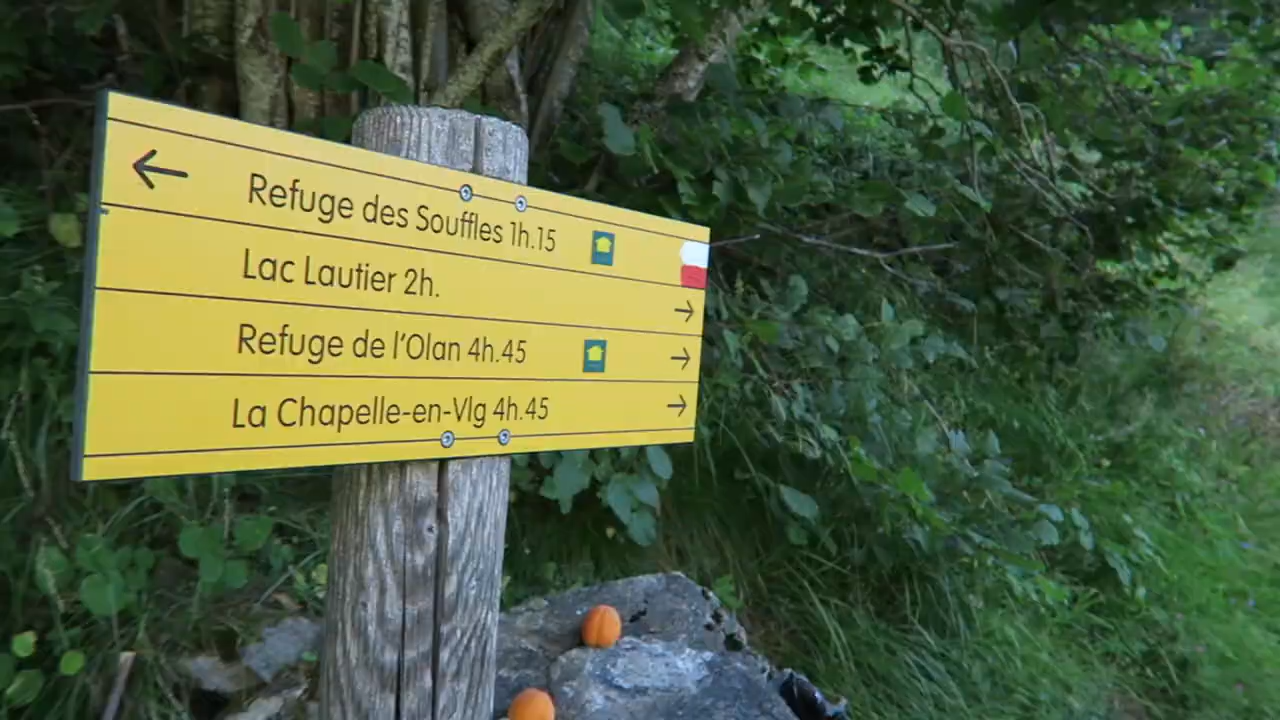 Refuge des Souffles 1h.15
Lac Lautier 2h.
Refuge de l'Olan 4h.45
La Chapelle-en-Vlg 4h.45